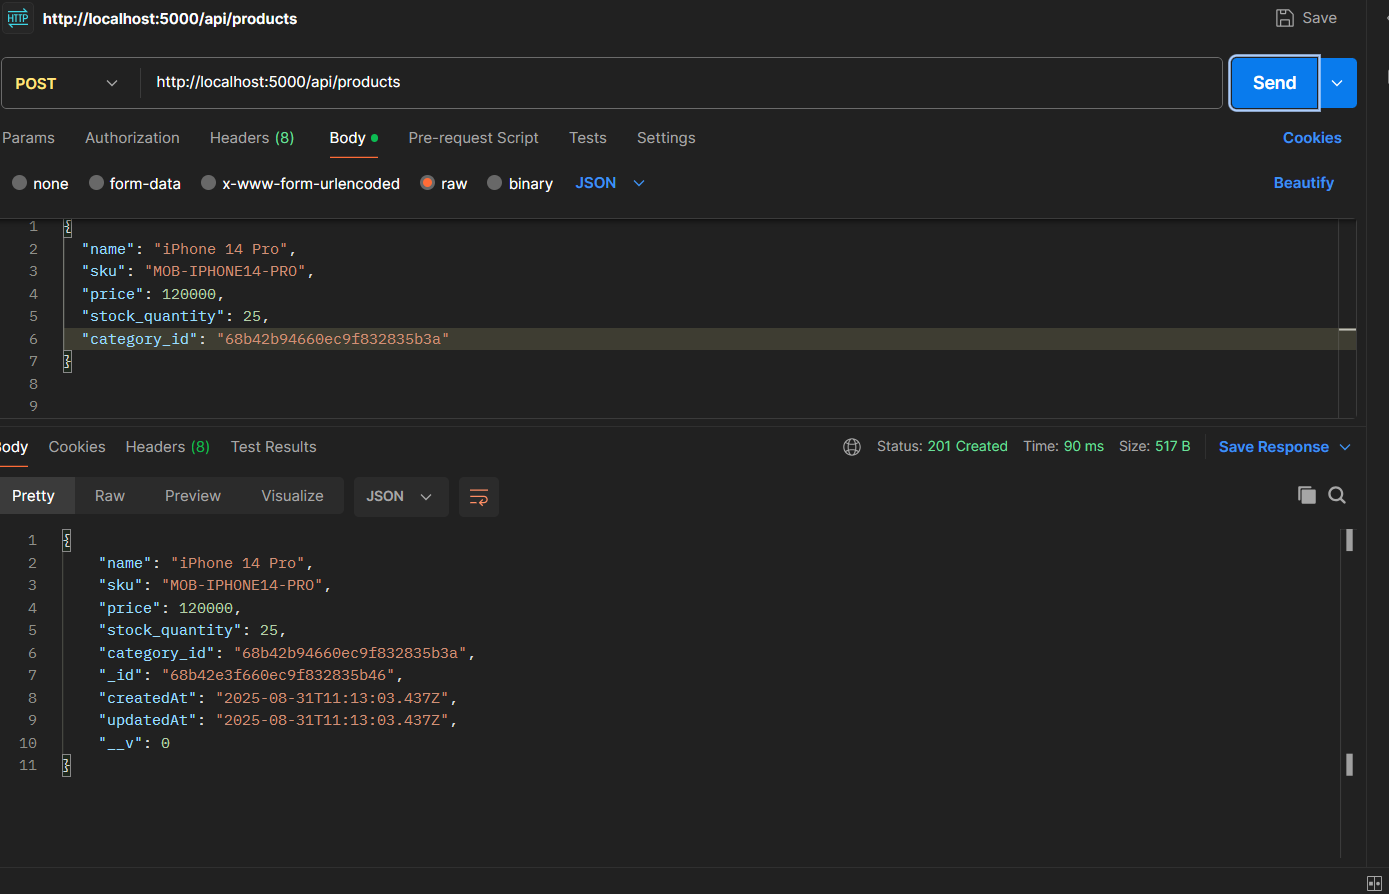 HTTP http://localhost:5000/api/products Save
POST http://localhost:5000/api/products Send
Params Authorization Headers (8) Body Pre-request Script Tests Settings Cookies
none form-data x-www-form-urlencoded raw binary JSON Beautify
1 {
2 "name": "iPhone 14 Pro",
3 "sku": "MOB-IPHONE14-PRO",
4 "price": 120000,
5 "stock_quantity": 25,
6 "category_id": "68b42b94660ec9f832835b3a"
7 }
8
9
ody Cookies Headers (8) Test Results Status: 201 Created Time: 90 ms Size: 517 B Save Response
Pretty Raw Preview Visualize JSON
1 {
2 "name": "iPhone 14 Pro",
3 "sku": "MOB-IPHONE14-PRO",
4 "price": 120000,
5 "stock_quantity": 25,
6 "category_id": "68b42b94660ec9f832835b3a",
7 "_id": "68b42e3f660ec9f832835b46",
8 "createdAt": "2025-08-31T11:13:03.437Z",
9 "updatedAt": "2025-08-31T11:13:03.437Z",
10 "__v": 0
11 }